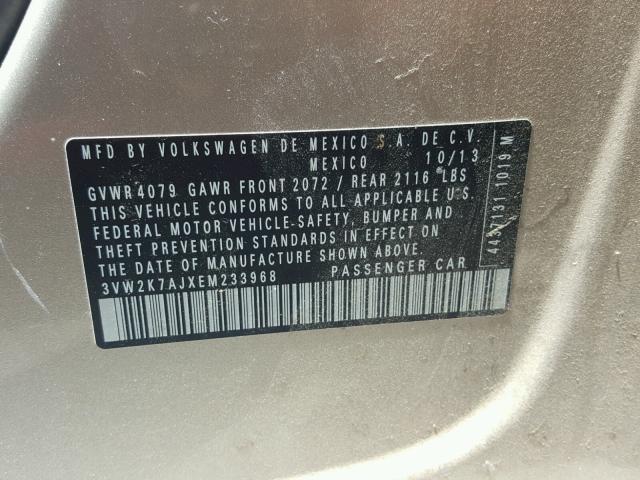 MFD BY VOLKSWAGEN DE MEXICO S.A. DE C.V.
MEXICO 10/13
GVWR 4079 GAWR FRONT 2072 / REAR 2116 LBS
THIS VEHICLE CONFORMS TO ALL APPLICABLE U.S.
FEDERAL MOTOR VEHICLE-SAFETY, BUMPER AND
THEFT PREVENTION STANDARDS IN EFFECT ON
THE DATE OF MANUFACTURE SHOWN ABOVE.
3VW2K7AJXEM233968 PASSENGER CAR
1019 M